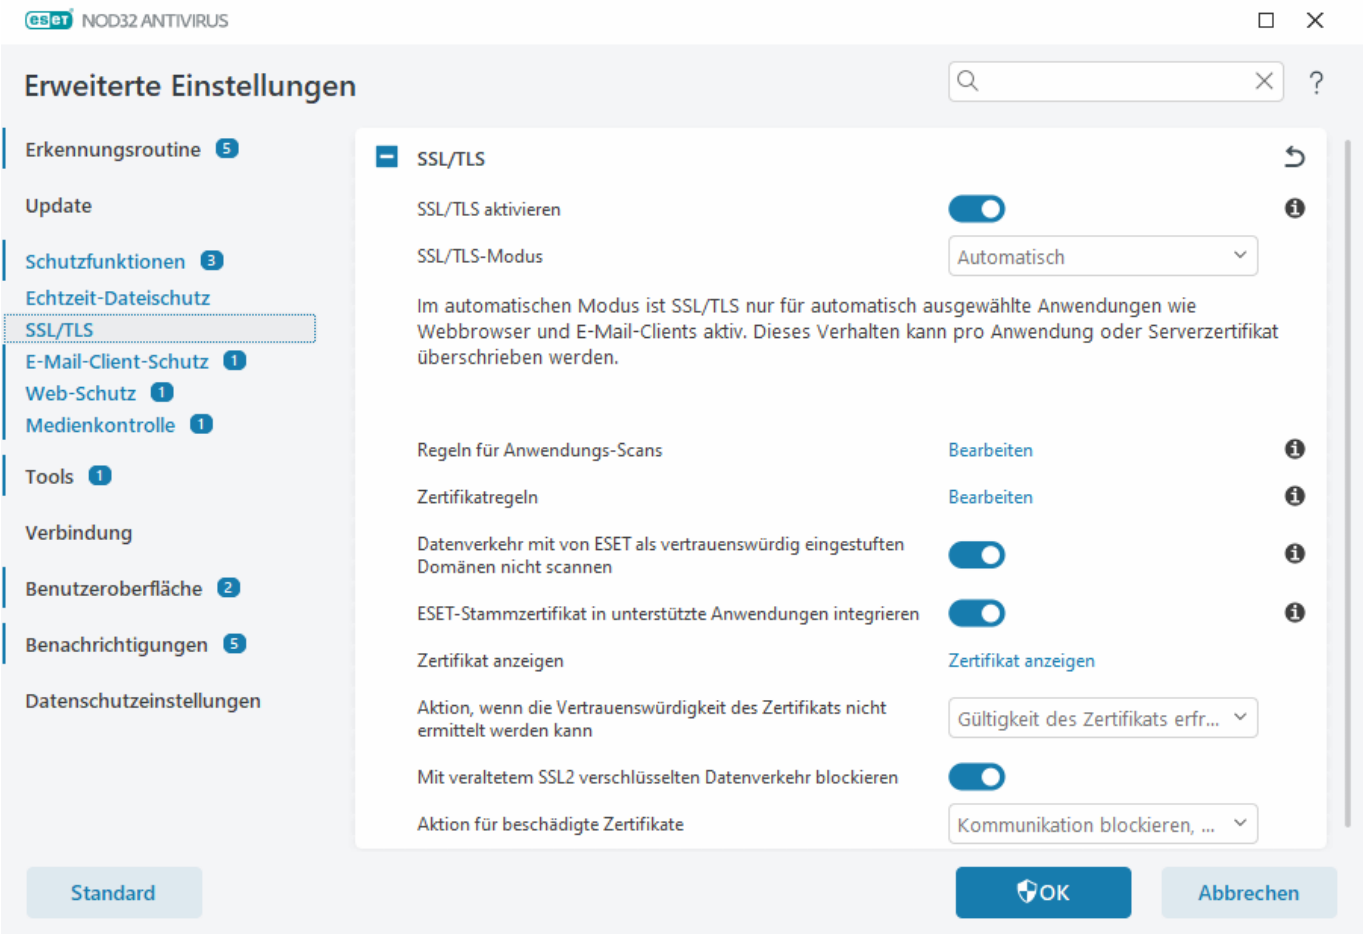 eset NOD32 ANTIVIRUS
Erweiterte Einstellungen
?
Erkennungsroutine 5
Update
Schutzfunktionen 3
Echtzeit-Dateischutz
SSL/TLS
E-Mail-Client-Schutz 1
Web-Schutz 1
Medienkontrolle 1
Tools 1
Verbindung
Benutzeroberfläche 2
Benachrichtigungen 5
Datenschutzeinstellungen
SSL/TLS
SSL/TLS aktivieren
SSL/TLS-Modus
Automatisch
Im automatischen Modus ist SSL/TLS nur für automatisch ausgewählte Anwendungen wie
Webbrowser und E-Mail-Clients aktiv. Dieses Verhalten kann pro Anwendung oder Serverzertifikat
überschrieben werden.
Regeln für Anwendungs-Scans
Bearbeiten
Zertifikatregeln
Bearbeiten
Datenverkehr mit von ESET als vertrauenswürdig eingestuften
Domänen nicht scannen
ESET-Stammzertifikat in unterstützte Anwendungen integrieren
Zertifikat anzeigen
Zertifikat anzeigen
Aktion, wenn die Vertrauenswürdigkeit des Zertifikats nicht
ermittelt werden kann
Gültigkeit des Zertifikats erfr...
Mit veraltetem SSL2 verschlüsselten Datenverkehr blockieren
Aktion für beschädigte Zertifikate
Kommunikation blockieren, ...
Standard
OK
Abbrechen